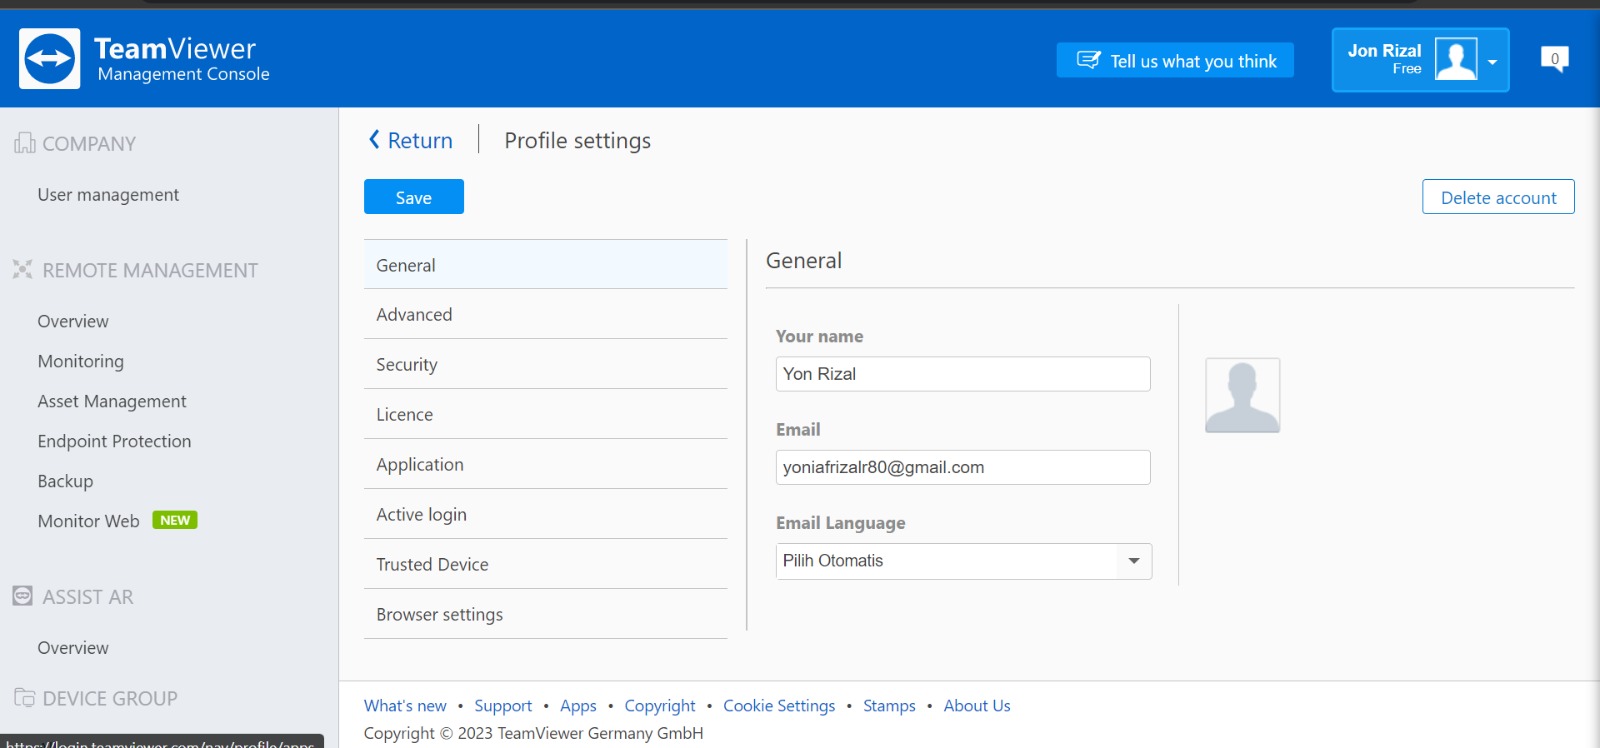 TeamViewer
Management Console
Tell us what you think
Jon Rizal
Free
0
COMPANY
User management
REMOTE MANAGEMENT
Overview
Monitoring
Asset Management
Endpoint Protection
Backup
Monitor Web NEW
ASSIST AR
Overview
DEVICE GROUP
https://login.teamviewer.com/nav/profile/apps
Return
Profile settings
Save
Delete account
General
Advanced
Security
Licence
Application
Active login
Trusted Device
Browser settings
General
Your name
Yon Rizal
Email
yoniafrizalr80@gmail.com
Email Language
Pilih Otomatis
What's new • Support • Apps • Copyright • Cookie Settings • Stamps • About Us
Copyright © 2023 TeamViewer Germany GmbH